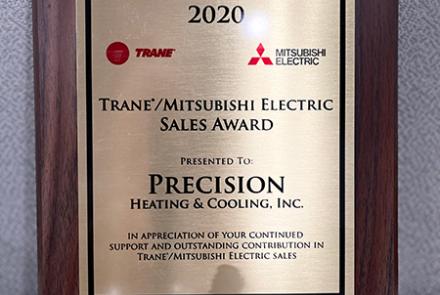 2020
TRANE®
MITSUBISHI
ELECTRIC
TRANE®/MITSUBISHI ELECTRIC
SALES AWARD
PRESENTED TO:
PRECISION
HEATING & COOLING, INC.
IN APPRECIATION OF YOUR CONTINUED
SUPPORT AND OUTSTANDING CONTRIBUTION IN
TRANE®/MITSUBISHI ELECTRIC SALES